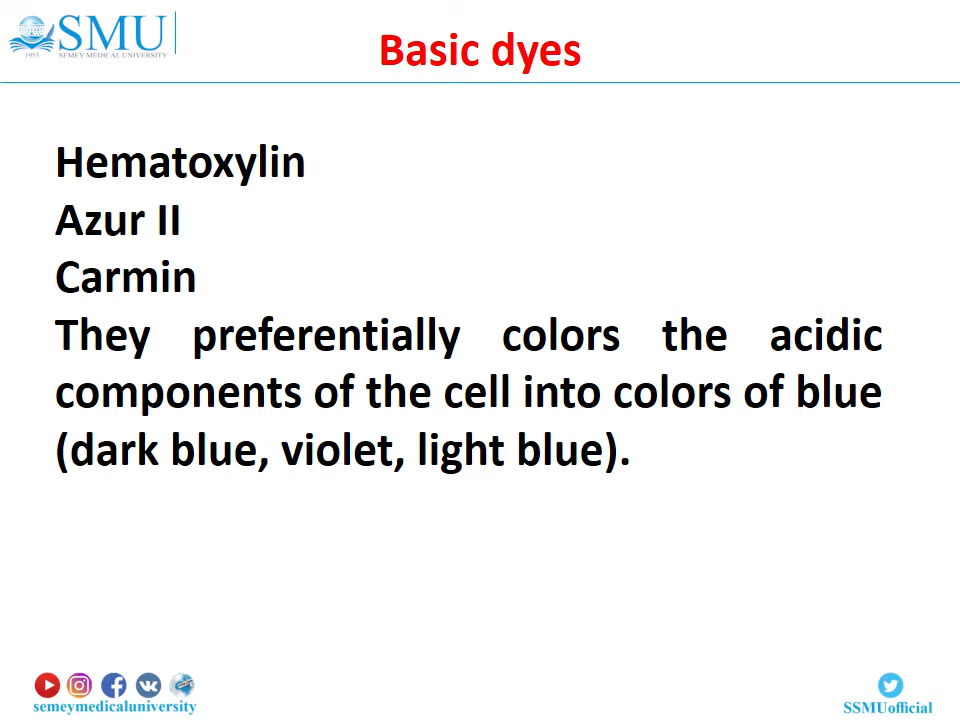 SMU
1953
SEMEY MEDICAL UNIVERSITY
Basic dyes
Hematoxylin
Azur II
Carmin
They preferentially colors the acidic
components of the cell into colors of blue
(dark blue, violet, light blue).
semeymedicaluniversity
SSMUofficial